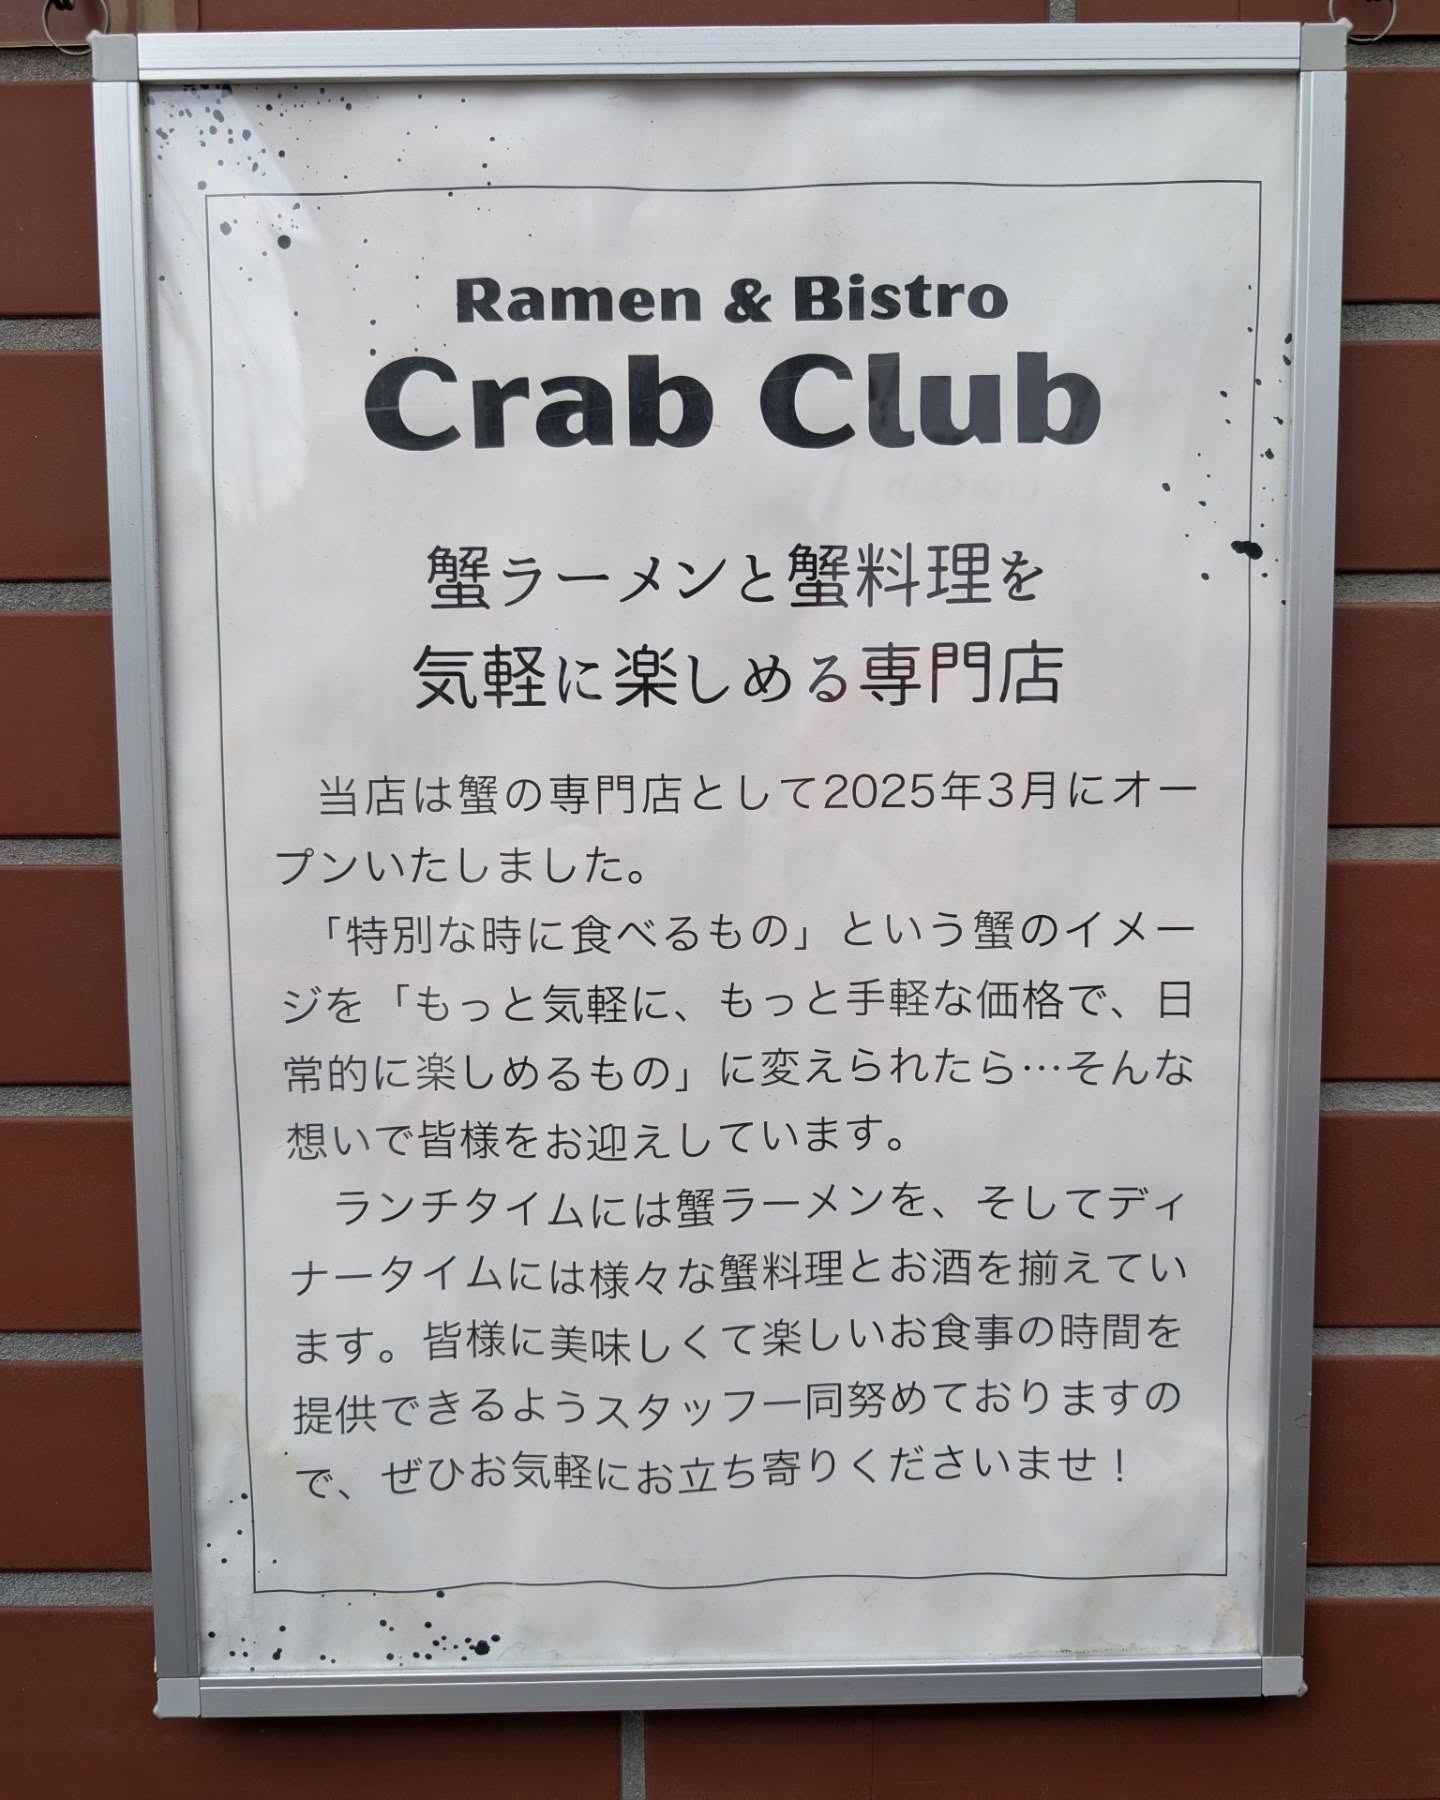 Ramen & Bistro
Crab Club
蟹ラーメンと蟹料理を
気軽に楽しめる専門店
当店は蟹の専門店として2025年3月にオー
プンいたしました。
「特別な時に食べるもの」という蟹のイメー
ジを「もっと気軽に、もっと手軽な価格で、日
常的に楽しめるもの」に変えられたら…そんな
想いで皆様をお迎えしています。
ランチタイムには蟹ラーメンを、そしてディ
ナータイムには様々な蟹料理とお酒を揃えてい
ます。皆様に美味しくて楽しいお食事の時間を
提供できるようスタッフ一同努めておりますの
で、ぜひお気軽にお立ち寄りくださいませ！